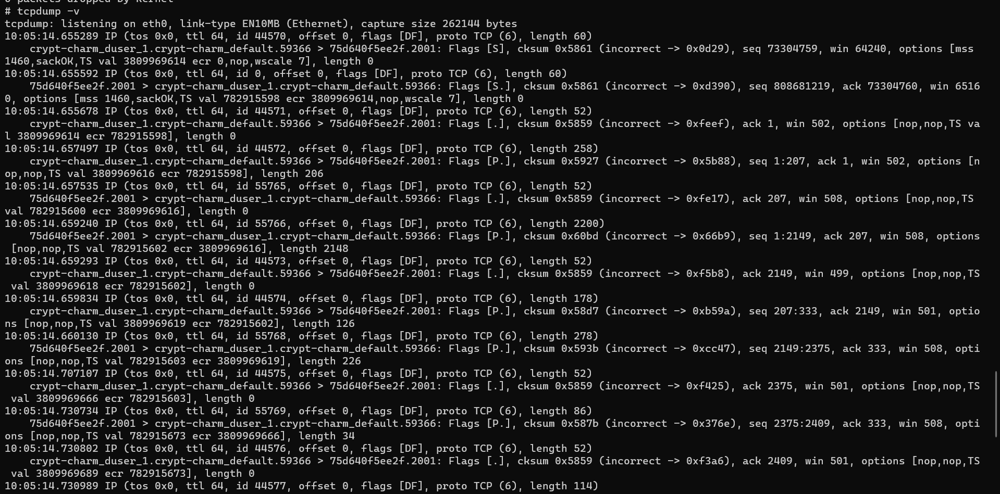 0 packets dropped by kernel
# tcpdump -v
tcpdump: listening on eth0, link-type EN10MB (Ethernet), capture size 262144 bytes
10:05:14.655289 IP (tos 0x0, ttl 64, id 44570, offset 0, flags [DF], proto TCP (6), length 60)
    crypt-charm_duser_1.crypt-charm_default.59366 > 75d640f5ee2f.2001: Flags [S], cksum 0x5861 (incorrect -> 0x0d29), seq 73304759, win 64240, options [mss
1460,sackOK,TS val 3809969614 ecr 0,nop,wscale 7], length 0
10:05:14.655592 IP (tos 0x0, ttl 64, id 0, offset 0, flags [DF], proto TCP (6), length 60)
    75d640f5ee2f.2001 > crypt-charm_duser_1.crypt-charm_default.59366: Flags [S.], cksum 0x5861 (incorrect -> 0xd390), seq 808681219, ack 73304760, win 6516
0, options [mss 1460,sackOK,TS val 782915598 ecr 3809969614,nop,wscale 7], length 0
10:05:14.655678 IP (tos 0x0, ttl 64, id 44571, offset 0, flags [DF], proto TCP (6), length 52)
    crypt-charm_duser_1.crypt-charm_default.59366 > 75d640f5ee2f.2001: Flags [.], cksum 0x5859 (incorrect -> 0xfeef), ack 1, win 502, options [nop,nop,TS va
l 3809969614 ecr 782915598], length 0
10:05:14.657497 IP (tos 0x0, ttl 64, id 44572, offset 0, flags [DF], proto TCP (6), length 258)
    crypt-charm_duser_1.crypt-charm_default.59366 > 75d640f5ee2f.2001: Flags [P.], cksum 0x5927 (incorrect -> 0x5b88), seq 1:207, ack 1, win 502, options [n
op,nop,TS val 3809969616 ecr 782915598], length 206
10:05:14.657535 IP (tos 0x0, ttl 64, id 55765, offset 0, flags [DF], proto TCP (6), length 52)
    75d640f5ee2f.2001 > crypt-charm_duser_1.crypt-charm_default.59366: Flags [.], cksum 0x5859 (incorrect -> 0xfe17), ack 207, win 508, options [nop,nop,TS
val 782915600 ecr 3809969616], length 0
10:05:14.659240 IP (tos 0x0, ttl 64, id 55766, offset 0, flags [DF], proto TCP (6), length 2200)
    75d640f5ee2f.2001 > crypt-charm_duser_1.crypt-charm_default.59366: Flags [P.], cksum 0x60bd (incorrect -> 0x66b9), seq 1:2149, ack 207, win 508, options
 [nop,nop,TS val 782915602 ecr 3809969616], length 2148
10:05:14.659293 IP (tos 0x0, ttl 64, id 44573, offset 0, flags [DF], proto TCP (6), length 52)
    crypt-charm_duser_1.crypt-charm_default.59366 > 75d640f5ee2f.2001: Flags [.], cksum 0x5859 (incorrect -> 0xf5b8), ack 2149, win 499, options [nop,nop,TS
 val 3809969618 ecr 782915602], length 0
10:05:14.659834 IP (tos 0x0, ttl 64, id 44574, offset 0, flags [DF], proto TCP (6), length 178)
    crypt-charm_duser_1.crypt-charm_default.59366 > 75d640f5ee2f.2001: Flags [P.], cksum 0x58d7 (incorrect -> 0xb59a), seq 207:333, ack 2149, win 501, optio
ns [nop,nop,TS val 3809969619 ecr 782915602], length 126
10:05:14.660130 IP (tos 0x0, ttl 64, id 55768, offset 0, flags [DF], proto TCP (6), length 278)
    75d640f5ee2f.2001 > crypt-charm_duser_1.crypt-charm_default.59366: Flags [P.], cksum 0x593b (incorrect -> 0xcc47), seq 2149:2375, ack 333, win 508, opti
ons [nop,nop,TS val 782915603 ecr 3809969619], length 226
10:05:14.707107 IP (tos 0x0, ttl 64, id 44575, offset 0, flags [DF], proto TCP (6), length 52)
    crypt-charm_duser_1.crypt-charm_default.59366 > 75d640f5ee2f.2001: Flags [.], cksum 0x5859 (incorrect -> 0xf425), ack 2375, win 501, options [nop,nop,TS
 val 3809969666 ecr 782915603], length 0
10:05:14.730734 IP (tos 0x0, ttl 64, id 55769, offset 0, flags [DF], proto TCP (6), length 86)
    75d640f5ee2f.2001 > crypt-charm_duser_1.crypt-charm_default.59366: Flags [P.], cksum 0x587b (incorrect -> 0x376e), seq 2375:2409, ack 333, win 508, opti
ons [nop,nop,TS val 782915673 ecr 3809969666], length 34
10:05:14.730802 IP (tos 0x0, ttl 64, id 44576, offset 0, flags [DF], proto TCP (6), length 52)
    crypt-charm_duser_1.crypt-charm_default.59366 > 75d640f5ee2f.2001: Flags [.], cksum 0x5859 (incorrect -> 0xf3a6), ack 2409, win 501, options [nop,nop,TS
 val 3809969689 ecr 782915673], length 0
10:05:14.730989 IP (tos 0x0, ttl 64, id 44577, offset 0, flags [DF], proto TCP (6), length 114)